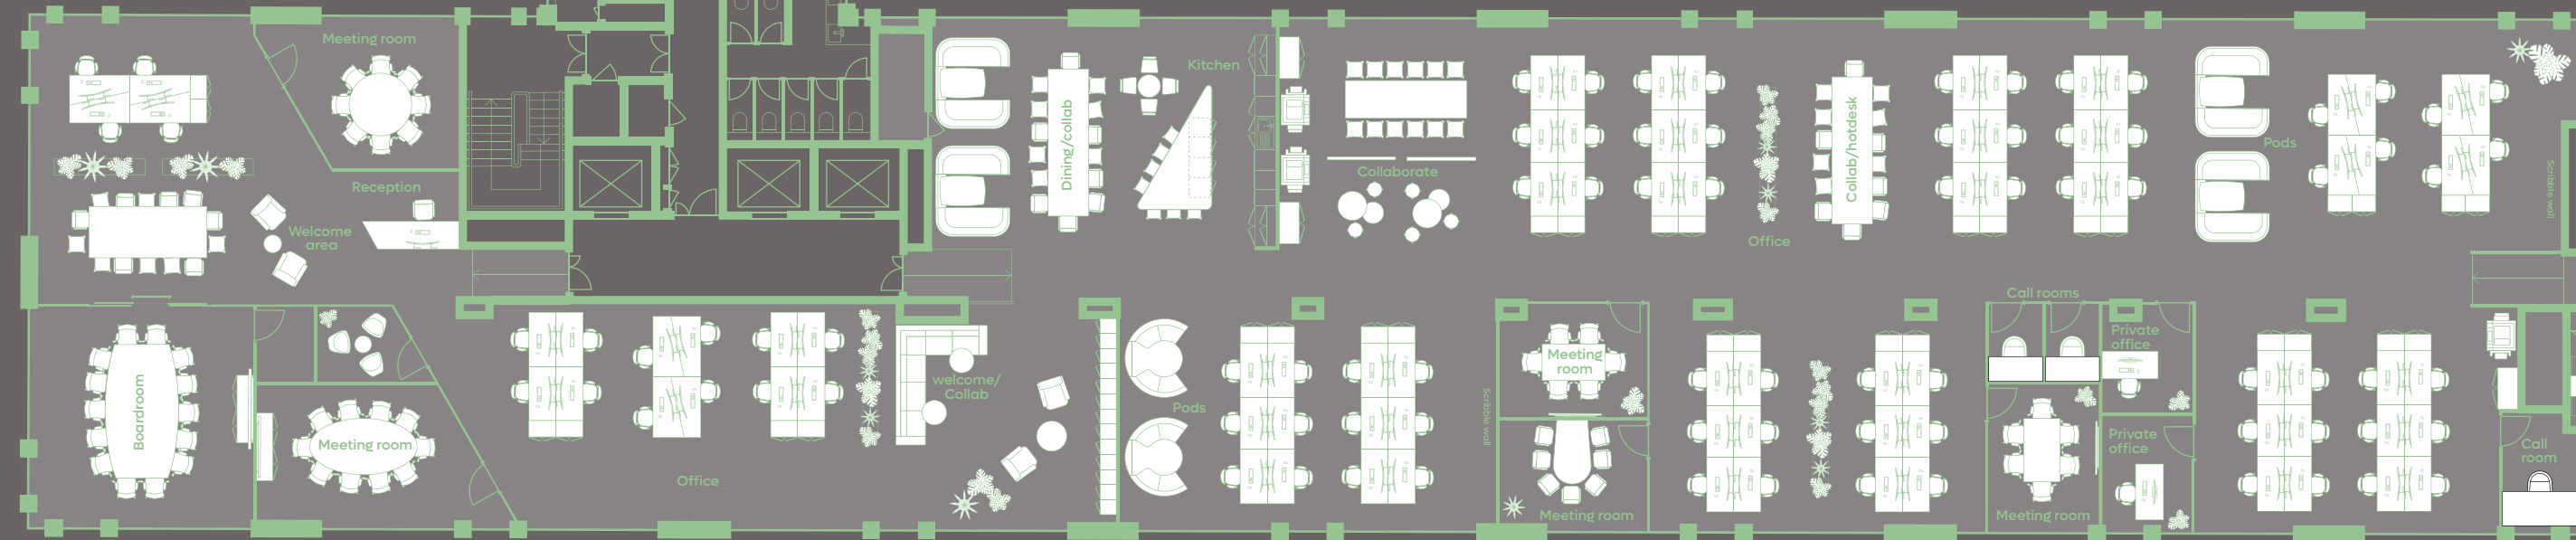 Meeting room
Reception
Welcome
area
Boardroom
Meeting room
Office
welcome/
Collab
Dining/collab
Kitchen
Collaborate
Pods
Scribble wall
Meeting
room
Meeting room
Office
Collab/hotdesk
Pods
Scribble wall
Call rooms
Private
office
Private
office
Meeting room
Call
room